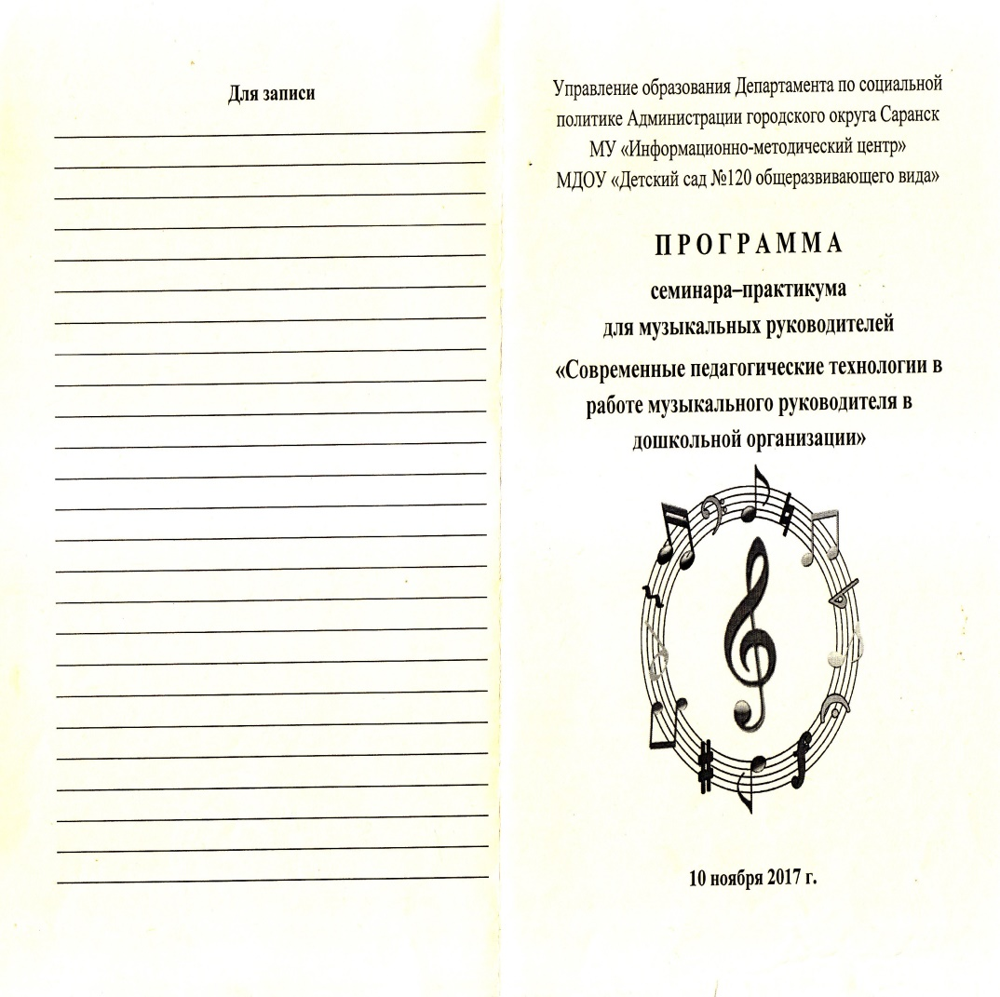 Для записи
Управление образования Департамента по социальной
политике Администрации городского округа Саранск
МУ «Информационно-методический центр»
МДОУ «Детский сад №120 общеразвивающего вида»
ПРОГРАММА
семинара–практикума
для музыкальных руководителей
«Современные педагогические технологии в
работе музыкального руководителя в
дошкольной организации»
10 ноября 2017 г.